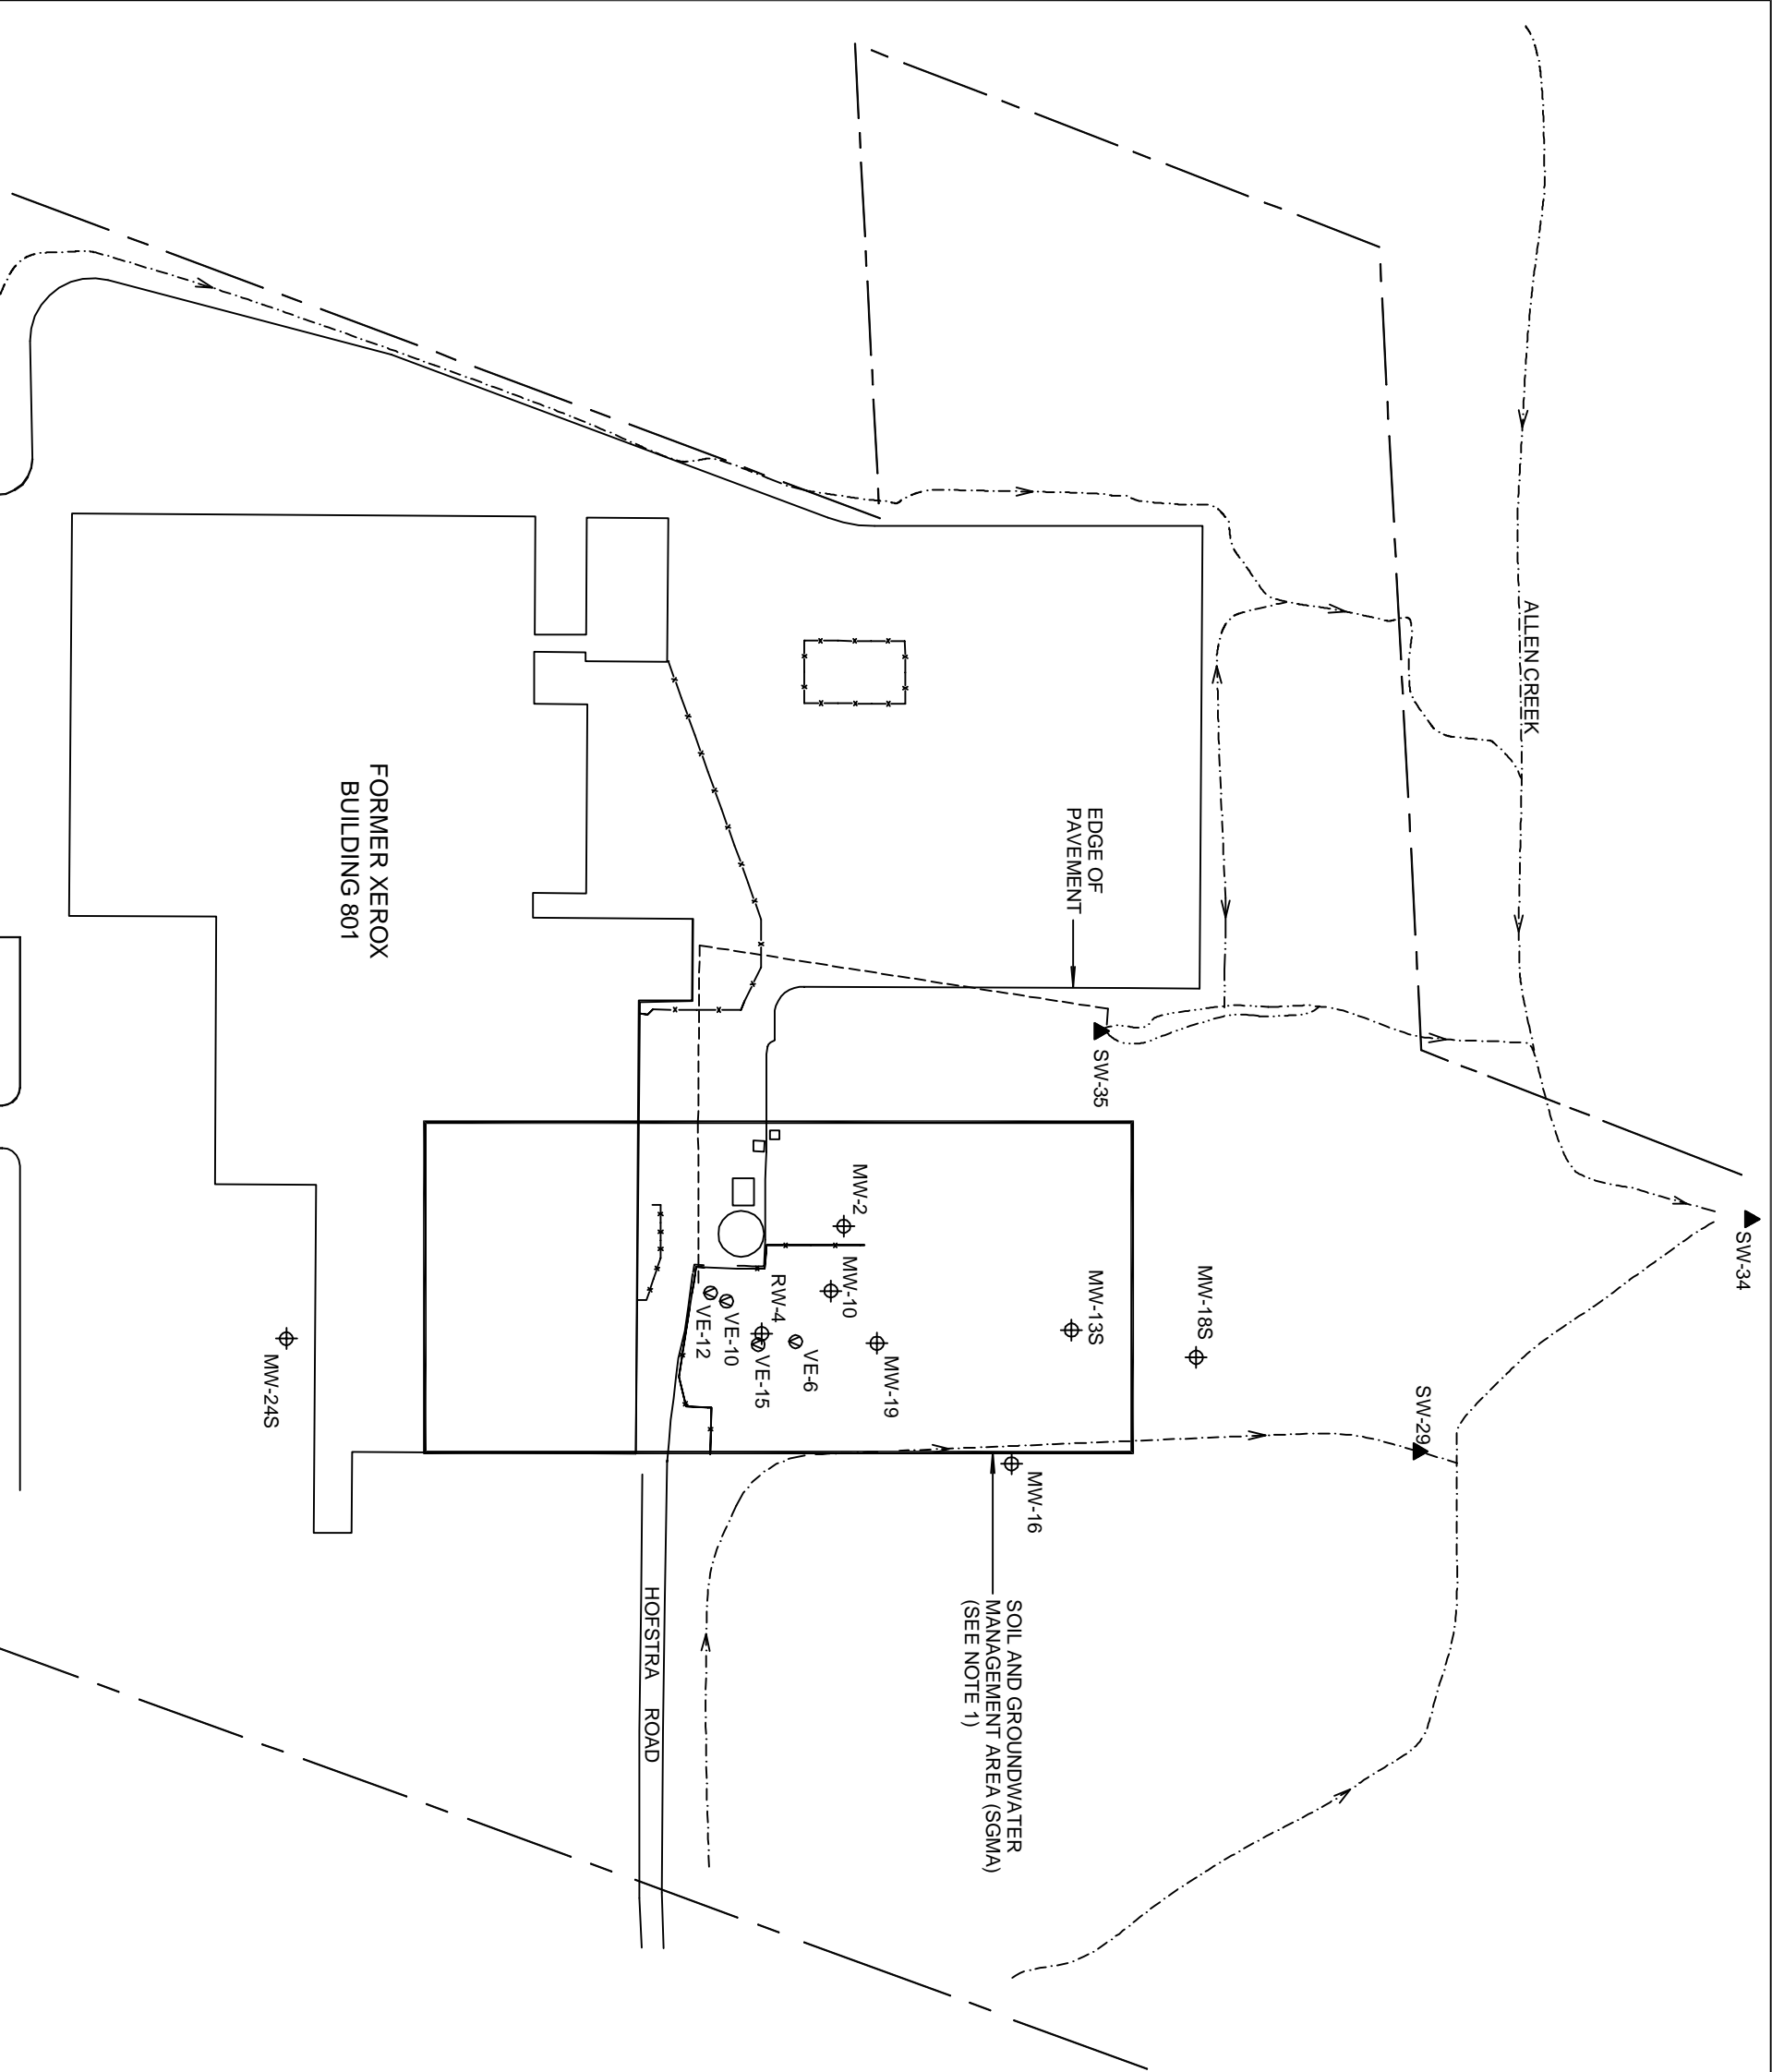 SW-34
ALLEN CREEK
SW-29
MW-18S
EDGE OF
PAVEMENT
SW-35
MW-13S
MW-16
SOIL AND GROUNDWATER
MANAGEMENT AREA (SGMA)
(SEE NOTE 1)
MW-2
MW-10
MW-19
RW-4
VE-6
VE-15
VE-10
VE-12
HOFSTRA ROAD
FORMER XEROX
BUILDING 801
MW-24S